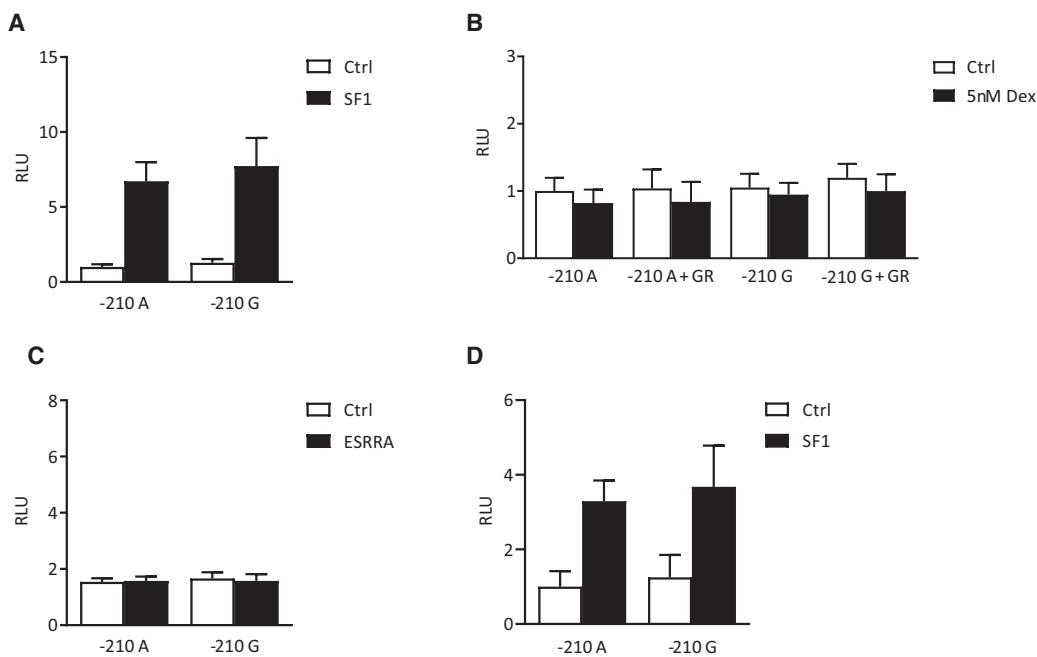 A
RLU
15
10
5
0
-210 A
-210 G
Ctrl
SF1
B
RLU
3
2
1
0
-210 A
-210 A + GR
-210 G
-210 G + GR
Ctrl
5nM Dex
C
RLU
8
6
4
2
0
-210 A
-210 G
Ctrl
ESRRA
D
RLU
6
4
2
0
-210 A
-210 G
Ctrl
SF1